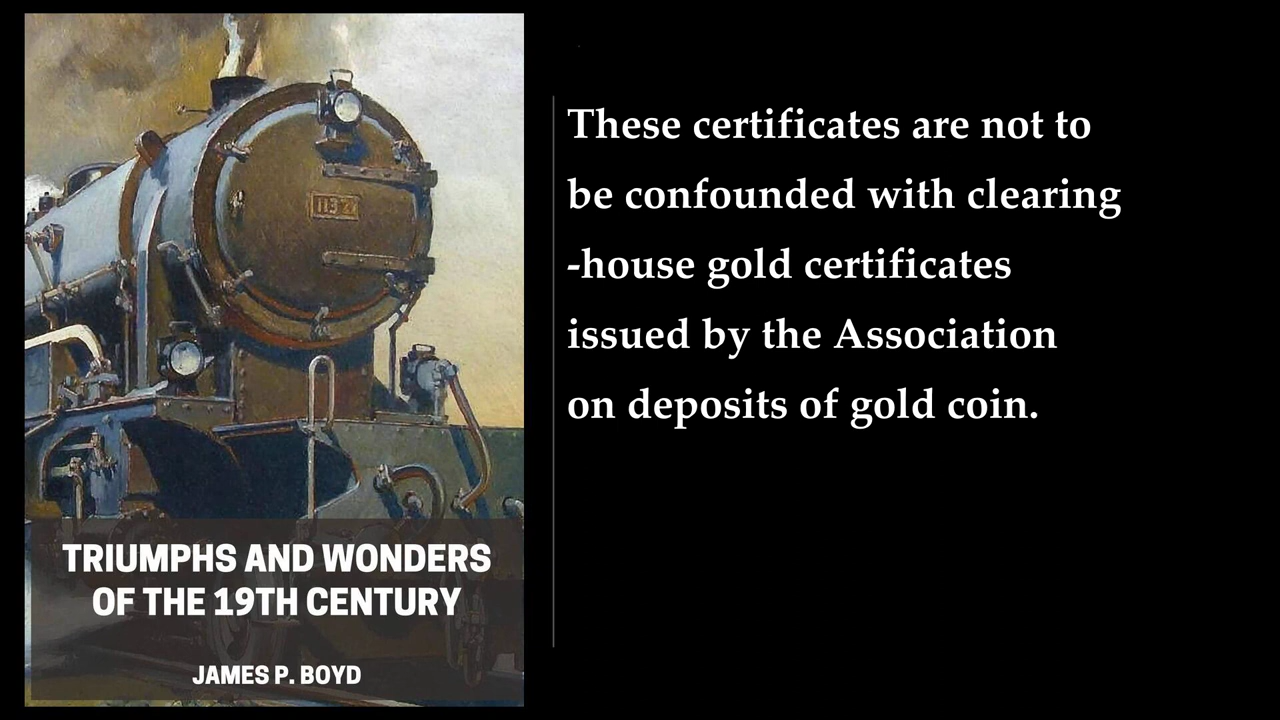 These certificates are not to
be confounded with clearing
-house gold certificates
issued by the Association
on deposits of gold coin.
TRIUMPHS AND WONDERS
OF THE 19TH CENTURY
JAMES P. BOYD